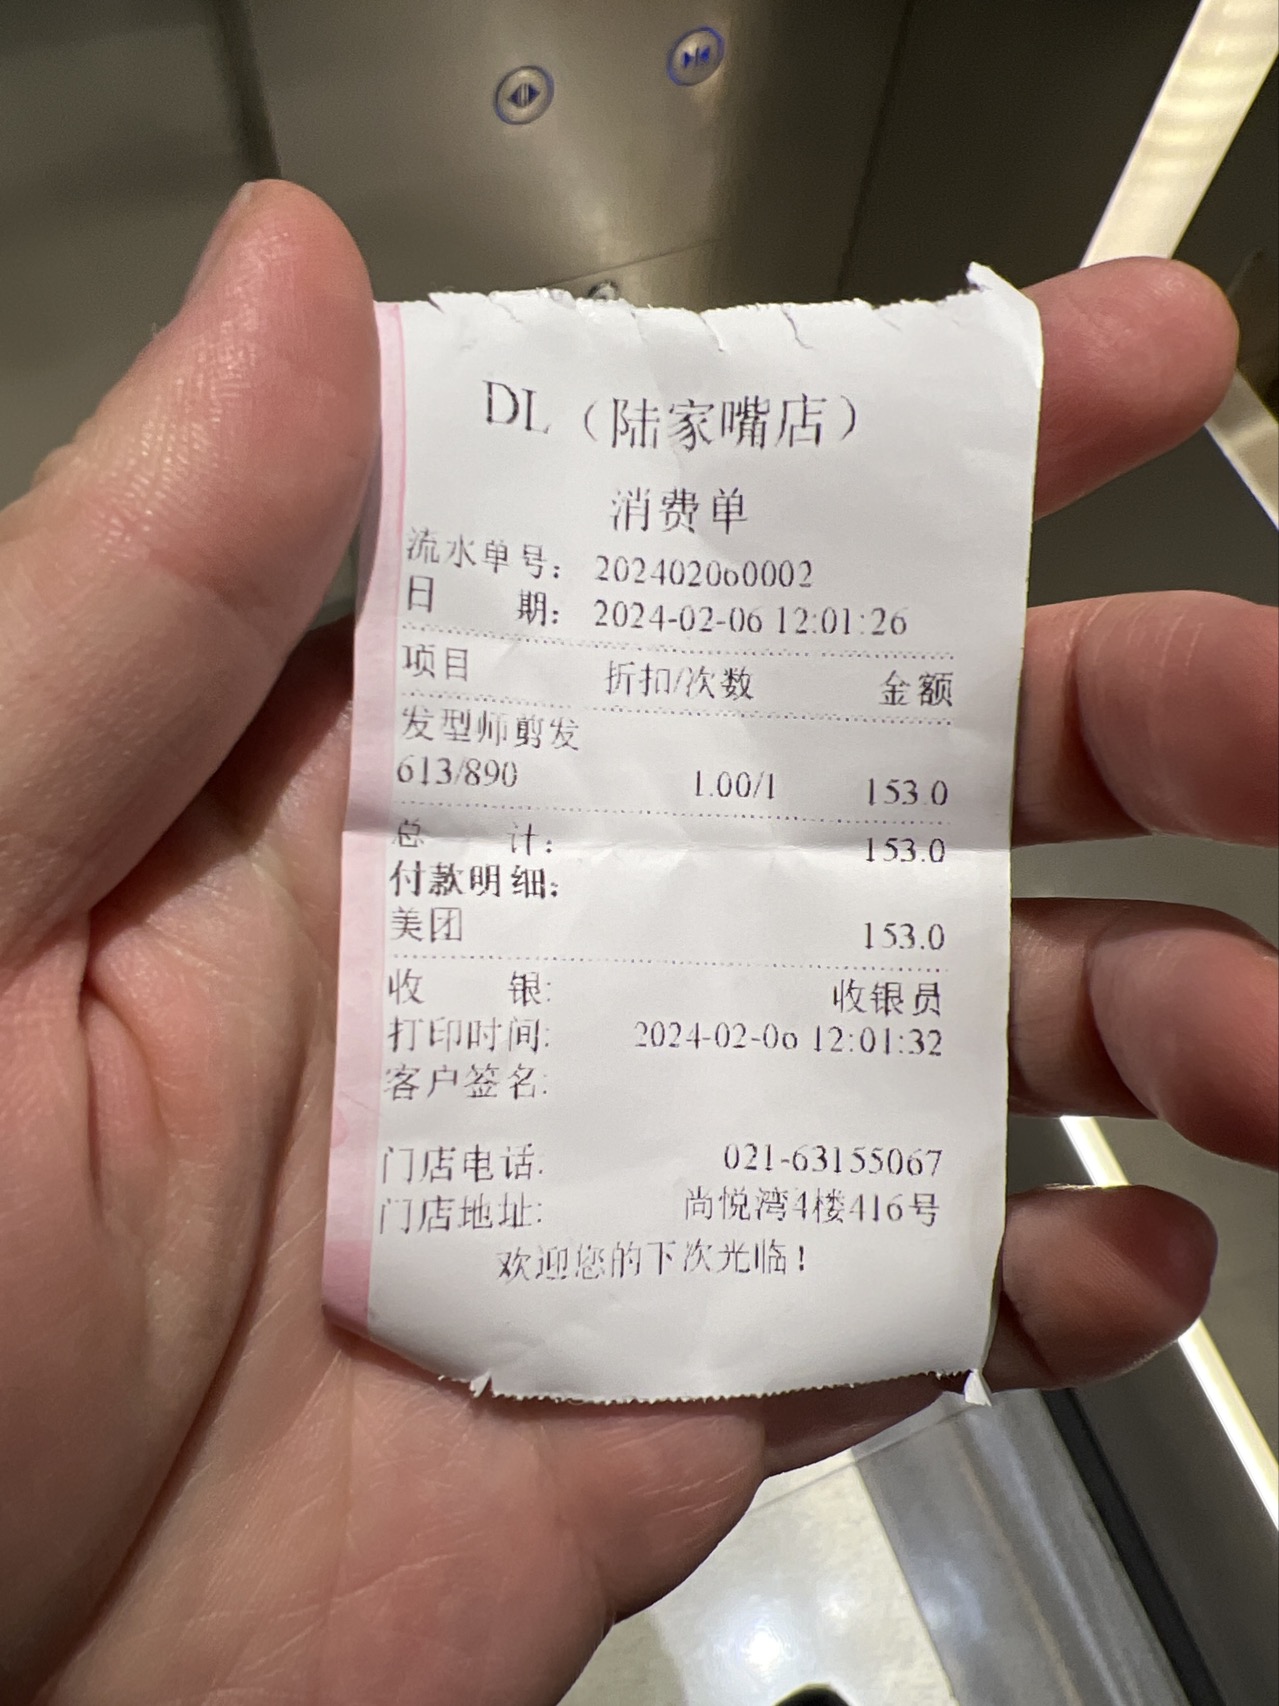 DL（陆家嘴店）
消费单
流水单号： 202402060002
日 期： 2024-02-06 12:01:26
项目 折扣/次数 金额
发型师剪发
613/890 1.00/1 153.0
总 计： 153.0
付款明细：
美团 153.0
收 银: 收银员
打印时间: 2024-02-06 12:01:32
客户签名:
门店电话: 021-63155067
门店地址: 尚悦湾4楼416号
欢迎您的下次光临！